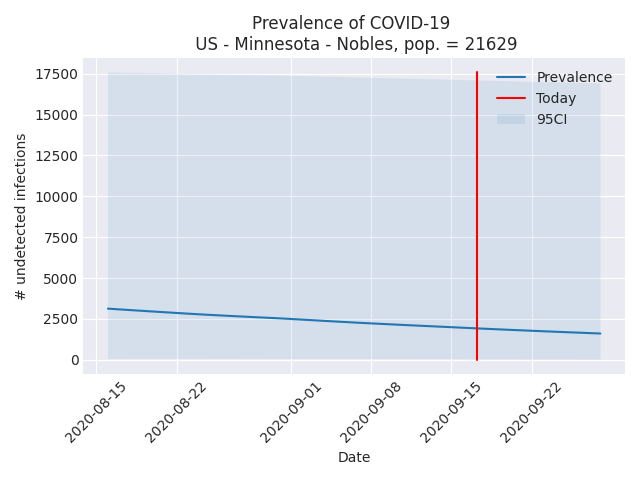 Prevalence of COVID-19
US - Minnesota - Nobles, pop. = 21629
17500
15000
12500
10000
7500
5000
2500
0
# undetected infections
Prevalence
Today
95CI
2020-08-15
2020-08-22
2020-09-01
2020-09-08
2020-09-15
2020-09-22
Date